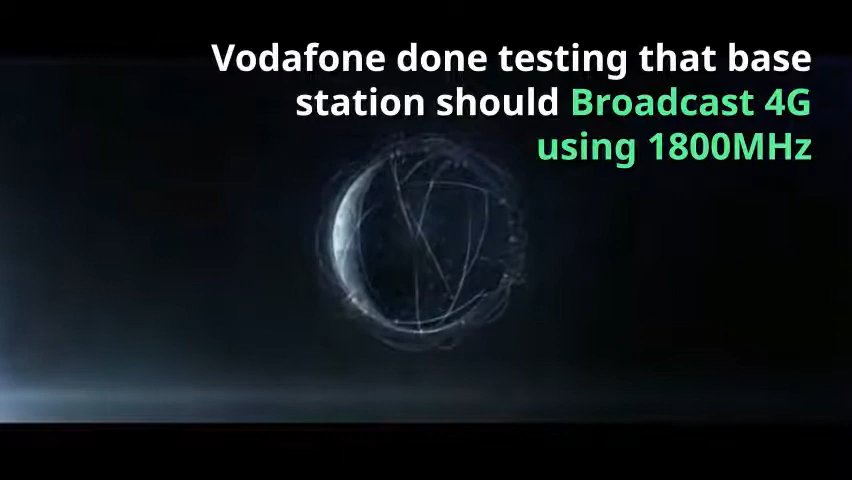 Vodafone done testing that base
station should Broadcast 4G
using 1800MHz